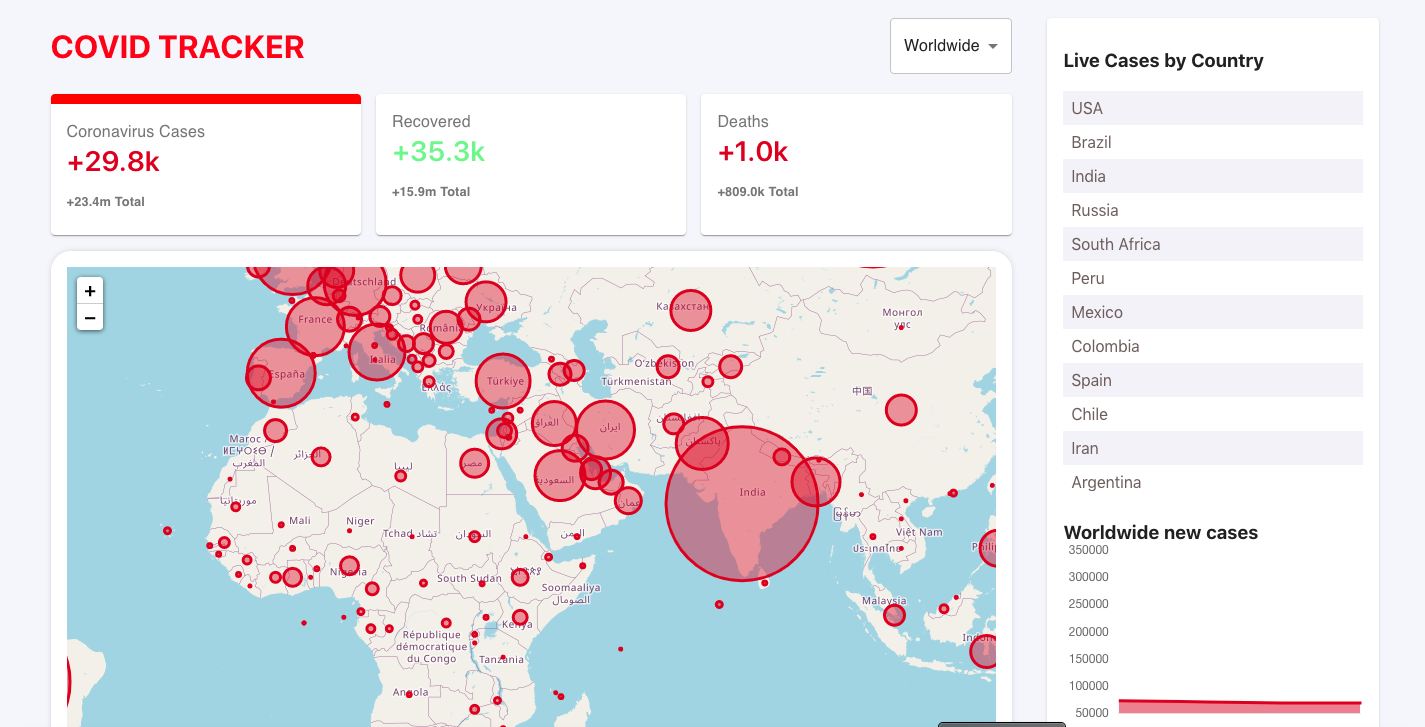 COVID TRACKER
Worldwide
Coronavirus Cases
+29.8k
+23.4m Total
Recovered
+35.3k
+15.9m Total
Deaths
+1.0k
+809.0k Total
+
−
Deutschland
France
Україна
România
Italia
España
Ελλάς
Türkiye
Казахстан
Монгол
улс
O'zbekiston
Türkmenistan
中国
افغانستان
پاکستان
ایران
العراق
السعودية
عمان
اليمن
India
Maroc
ⵍⵎⵖⵔⵉⴱ
المغرب
الجزائر
ليبيا
مصر
موريتانيا
Mali
Niger
Tchad تشاد
السودان
Nigeria
South Sudan
ኢትዮጵያ
Soomaaliya
الصومال
Kenya
République
démocratique
du Congo
Tanzania
Angola
Việt Nam
ประเทศไทย
Malaysia
Live Cases by Country
USA
Brazil
India
Russia
South Africa
Peru
Mexico
Colombia
Spain
Chile
Iran
Argentina
Worldwide new cases
350000
300000
250000
200000
150000
100000
50000